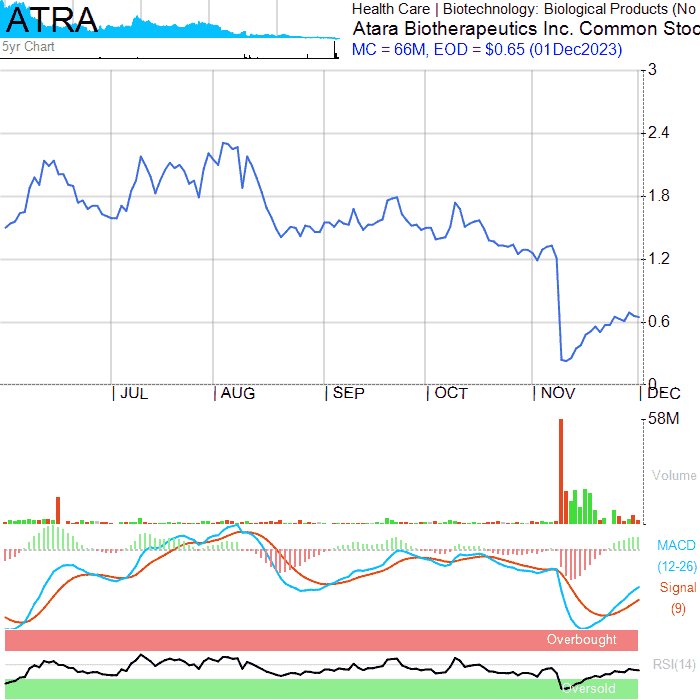 ATRA
5yr Chart
Health Care | Biotechnology: Biological Products (No
Atara Biotherapeutics Inc. Common Stoc
MC = 66M, EOD = $0.65 (01Dec2023)
3
2.4
1.8
1.2
0.6
0
| JUL | AUG | SEP | OCT | NOV | DEC
58M
Volume
MACD
(12-26)
Signal
(9)
Overbought
RSI(14)
Oversold